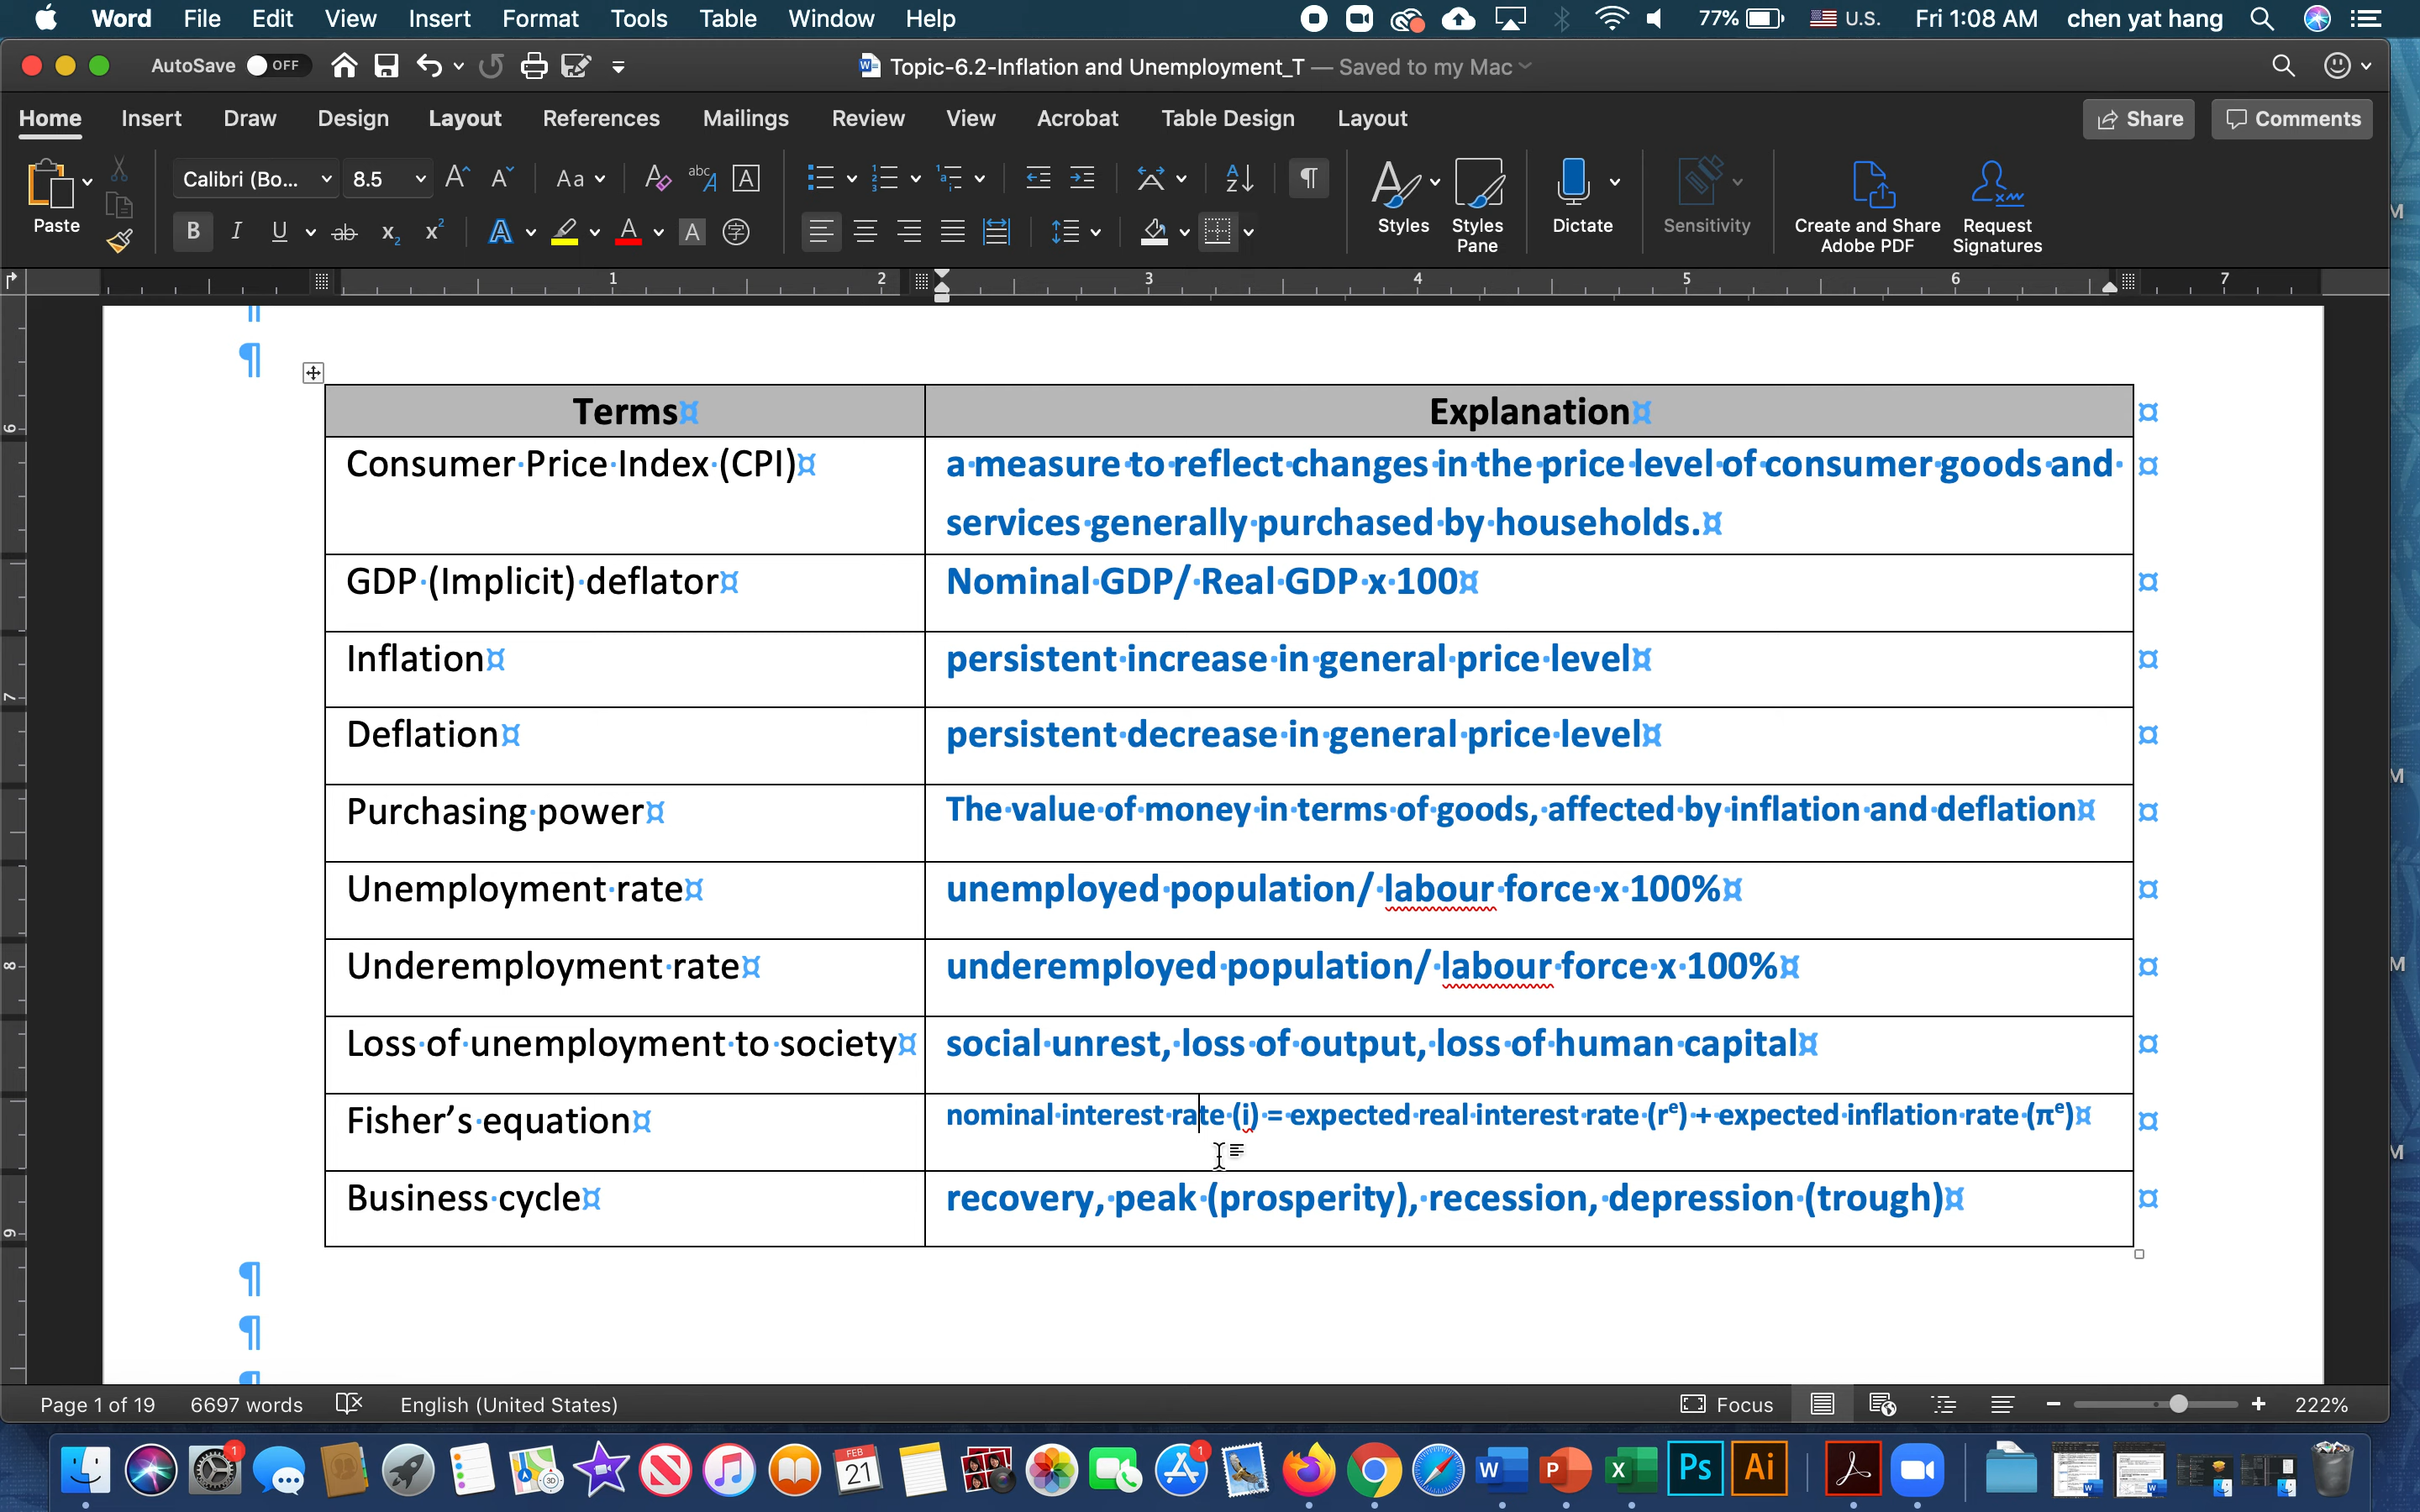 Word File Edit View Insert Format Tools Table Window Help 77% U.S. Fri 1:08 AM chen yat hang
AutoSave OFF Topic-6.2-Inflation and Unemployment_T — Saved to my Mac
Home Insert Draw Design Layout References Mailings Review View Acrobat Table Design Layout Share Comments
Paste Calibri (Bo... 8.5 Styles Styles Pane Dictate Sensitivity Create and Share Adobe PDF Request Signatures
1 2 3 4 5 6 7
Terms Explanation
Consumer Price Index (CPI) a measure to reflect changes in the price level of consumer goods and
services generally purchased by households.
GDP (Implicit) deflator Nominal GDP/ Real GDP x 100
Inflation persistent increase in general price level
Deflation persistent decrease in general price level
Purchasing power The value of money in terms of goods, affected by inflation and deflation
Unemployment rate unemployed population/ labour force x 100%
Underemployment rate underemployed population/ labour force x 100%
Loss of unemployment to society social unrest, loss of output, loss of human capital
Fisher’s equation nominal interest rate (i) = expected real interest rate (rᵉ) + expected inflation rate (πᵉ)
Business cycle recovery, peak (prosperity), recession, depression (trough)
Page 1 of 19 6697 words English (United States) Focus 222%
FEB 21